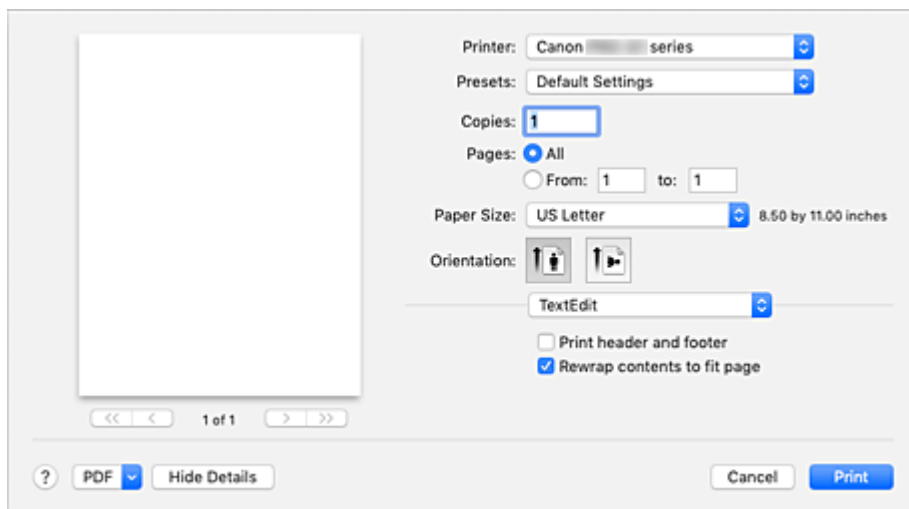 Printer: Canon series
Presets: Default Settings
Copies: 1
Pages: All
From: 1 to: 1
Paper Size: US Letter 8.50 by 11.00 inches
Orientation:
TextEdit
Print header and footer
Rewrap contents to fit page
<< < 1 of 1 > >>
? PDF Hide Details Cancel Print